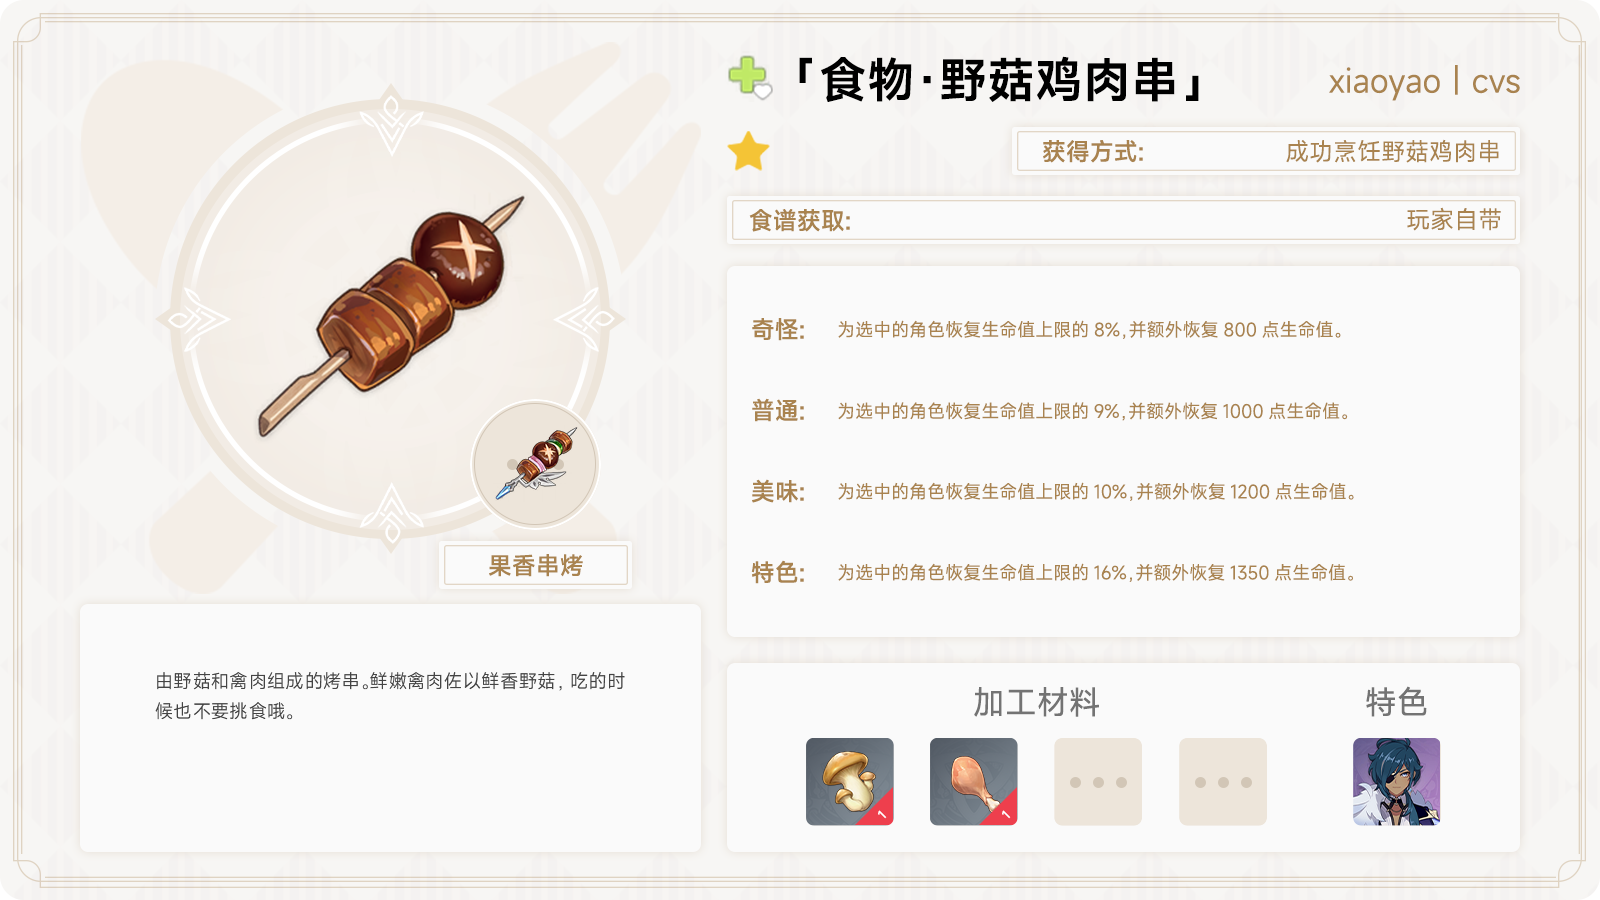 「食物·野菇鸡肉串」
xiaoyao | cvs
获得方式: 成功烹饪野菇鸡肉串
食谱获取: 玩家自带
奇怪: 为选中的角色恢复生命值上限的 8%,并额外恢复 800 点生命值。
普通: 为选中的角色恢复生命值上限的 9%,并额外恢复 1000 点生命值。
美味: 为选中的角色恢复生命值上限的 10%,并额外恢复 1200 点生命值。
特色: 为选中的角色恢复生命值上限的 16%,并额外恢复 1350 点生命值。
果香串烤
由野菇和禽肉组成的烤串。鲜嫩禽肉佐以鲜香野菇，吃的时
候也不要挑食哦。
加工材料 特色
1 1